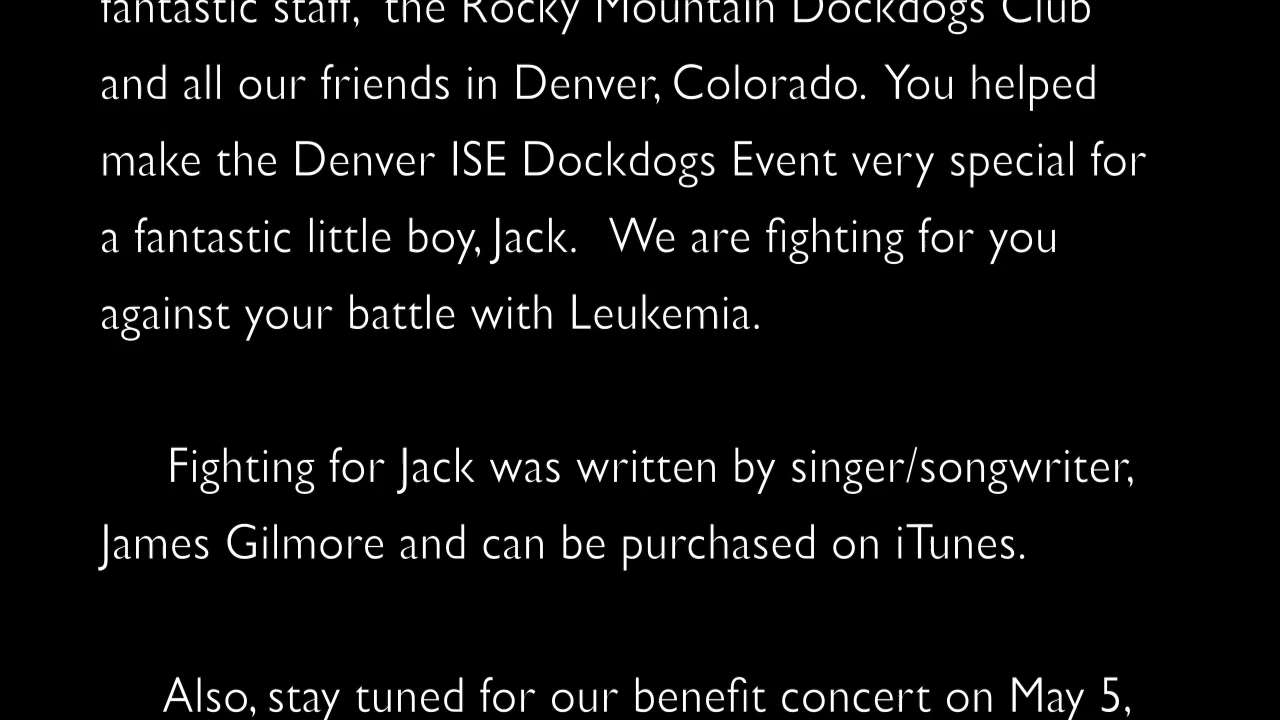 fantastic staff,  the Rocky Mountain Dockdogs Club
and all our friends in Denver, Colorado.  You helped
make the Denver ISE Dockdogs Event very special for
a fantastic little boy, Jack.   We are fighting for you
against your battle with Leukemia.
Fighting for Jack was written by singer/songwriter,
James Gilmore and can be purchased on iTunes.
Also, stay tuned for our benefit concert on May 5,